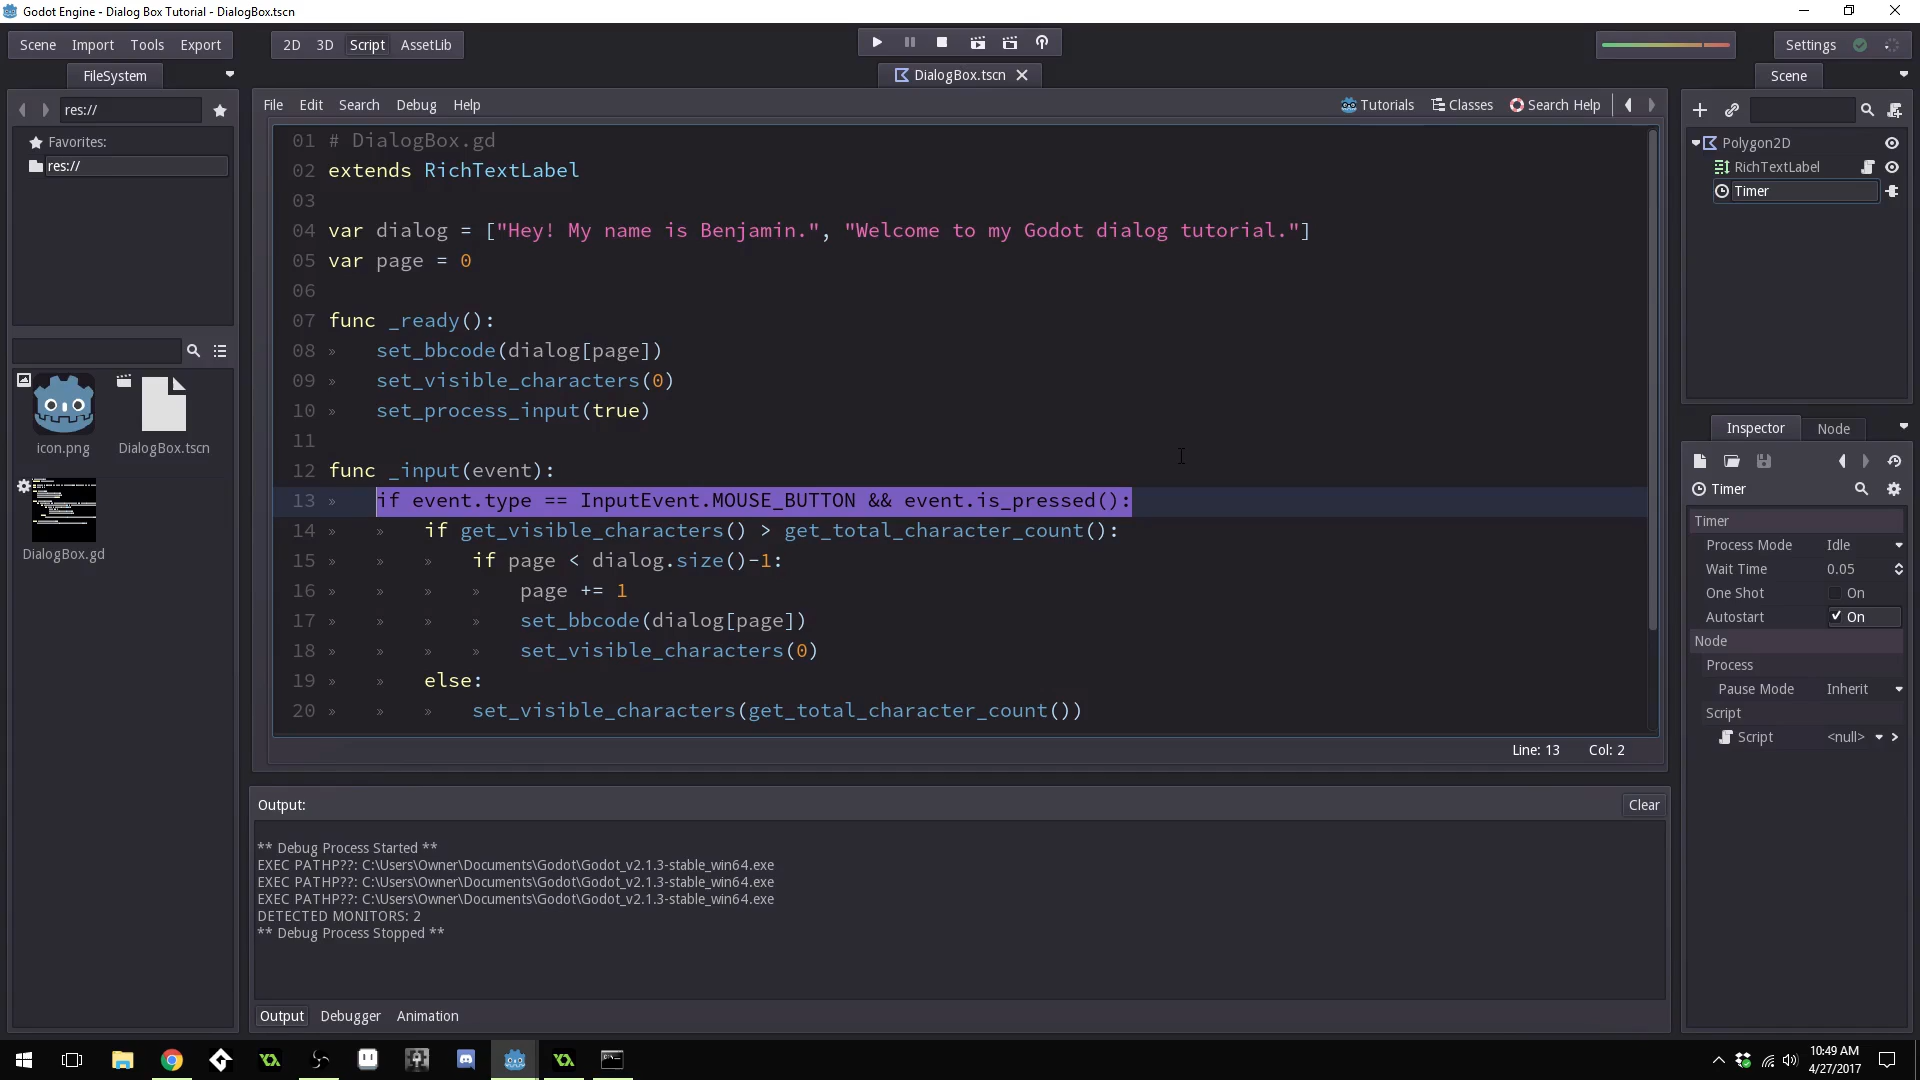 Godot Engine - Dialog Box Tutorial - DialogBox.tscn
Scene Import Tools Export 2D 3D Script AssetLib Settings
FileSystem DialogBox.tscn Scene
res://
Favorites:
res://
icon.png DialogBox.tscn
DialogBox.gd
File Edit Search Debug Help Tutorials Classes Search Help
01 # DialogBox.gd
02 extends RichTextLabel
03
04 var dialog = ["Hey! My name is Benjamin.", "Welcome to my Godot dialog tutorial."]
05 var page = 0
06
07 func _ready():
08 » set_bbcode(dialog[page])
09 » set_visible_characters(0)
10 » set_process_input(true)
11
12 func _input(event):
13 » if event.type == InputEvent.MOUSE_BUTTON && event.is_pressed():
14 » » if get_visible_characters() > get_total_character_count():
15 » » » if page < dialog.size()-1:
16 » » » » page += 1
17 » » » » set_bbcode(dialog[page])
18 » » » » set_visible_characters(0)
19 » » else:
20 » » » set_visible_characters(get_total_character_count())
Line: 13 Col: 2
Output: Clear
** Debug Process Started **
EXEC PATHP??: C:\Users\Owner\Documents\Godot\Godot_v2.1.3-stable_win64.exe
EXEC PATHP??: C:\Users\Owner\Documents\Godot\Godot_v2.1.3-stable_win64.exe
EXEC PATHP??: C:\Users\Owner\Documents\Godot\Godot_v2.1.3-stable_win64.exe
DETECTED MONITORS: 2
** Debug Process Stopped **
Output Debugger Animation
Polygon2D
RichTextLabel
Timer
Inspector Node
Timer
Timer
Process Mode Idle
Wait Time 0.05
One Shot On
Autostart On
Node
Process
Pause Mode Inherit
Script
Script <null>
10:49 AM
4/27/2017